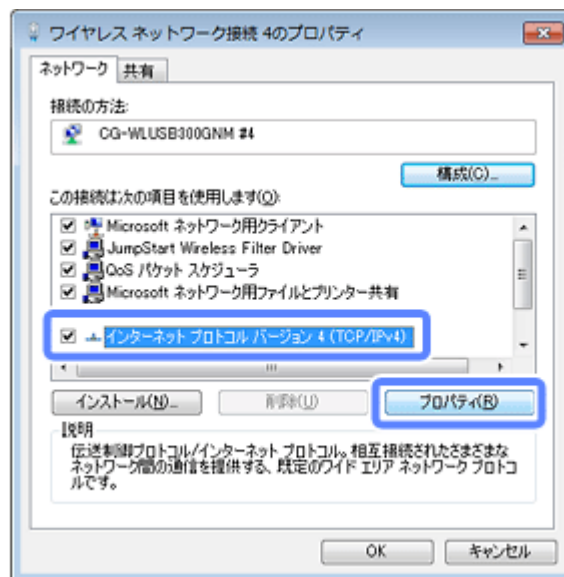 ワイヤレス ネットワーク接続 4のプロパティ
ネットワーク 共有
接続の方法:
CG-WLUSB300GNM #4
構成(C)...
この接続は次の項目を使用します(O):
Microsoft ネットワーク用クライアント
JumpStart Wireless Filter Driver
QoS パケット スケジューラ
Microsoft ネットワーク用ファイルとプリンター共有
インターネット プロトコル バージョン 4 (TCP/IPv4)
インストール(N)... 削除(U) プロパティ(R)
説明
伝送制御プロトコル/インターネット プロトコル。相互接続されたさまざまな
ネットワーク間の通信を提供する、既定のワイド エリア ネットワーク プロトコ
ルです。
OK キャンセル